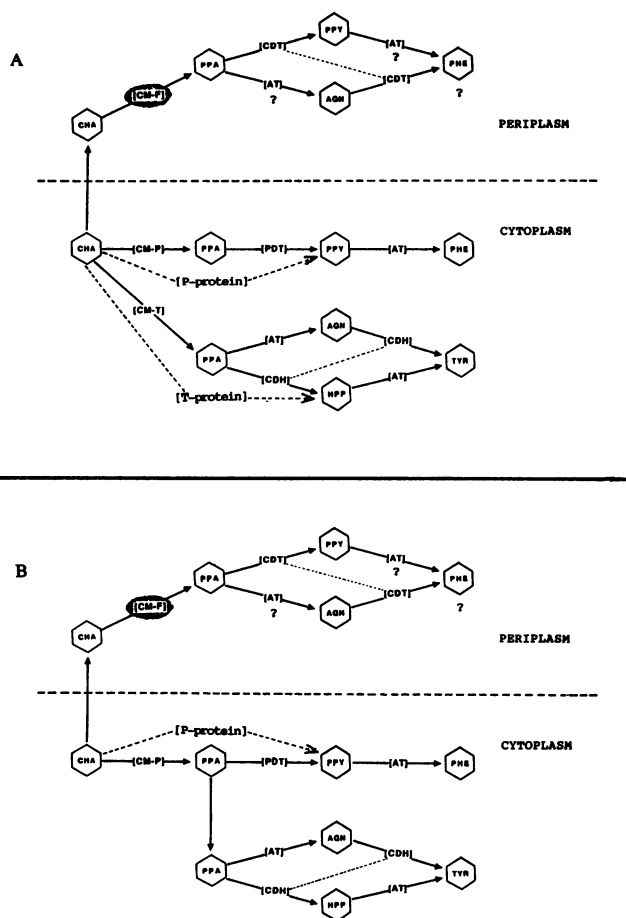 A
PPY
[CDT] [AT]
?
PPA PHE
[AT] [CDT]
? ?
[CM-F] AGN
CHA PERIPLASM
CYTOPLASM
CHA [CM-P] PPA [PDT] PPY [AT] PHE
[P-protein]
[CM-T]
AGN
[AT] [CDH]
PPA TYR
[CDH] [AT]
[T-protein] HPP
B
PPY
[CDT] [AT]
?
PPA PHE
[AT] [CDT]
? ?
[CM-F] AGN
CHA PERIPLASM
[P-protein] CYTOPLASM
CHA [CM-P] PPA [PDT] PPY [AT] PHE
AGN
[AT] [CDH]
PPA TYR
[CDH] [AT]
HPP